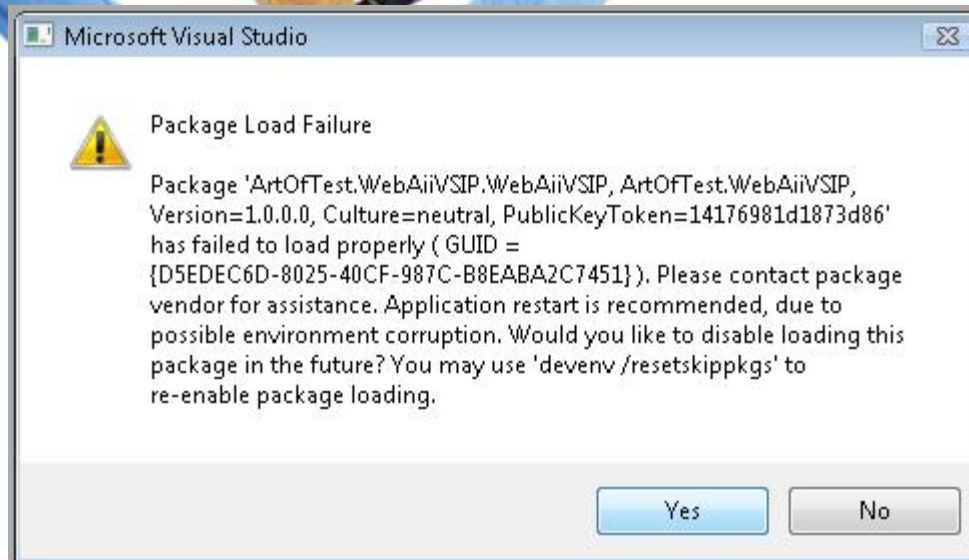 Microsoft Visual Studio
Package Load Failure
Package 'ArtOfTest.WebAiiVSIP.WebAiiVSIP, ArtOfTest.WebAiiVSIP,
Version=1.0.0.0, Culture=neutral, PublicKeyToken=14176981d1873d86'
has failed to load properly ( GUID =
{D5EDEC6D-8025-40CF-987C-B8EABA2C7451} ). Please contact package
vendor for assistance. Application restart is recommended, due to
possible environment corruption. Would you like to disable loading this
package in the future? You may use 'devenv /resetskippkgs' to
re-enable package loading.
Yes
No